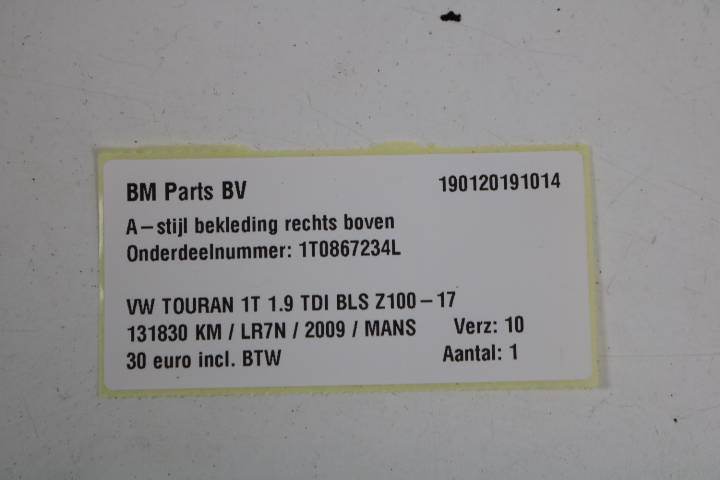 BM Parts BV 190120191014
A-stijl bekleding rechts boven
Onderdeelnummer: 1T0867234L
VW TOURAN 1T 1.9 TDI BLS Z100-17
131830 KM / LR7N / 2009 / MANS Verz: 10
30 euro incl. BTW Aantal: 1